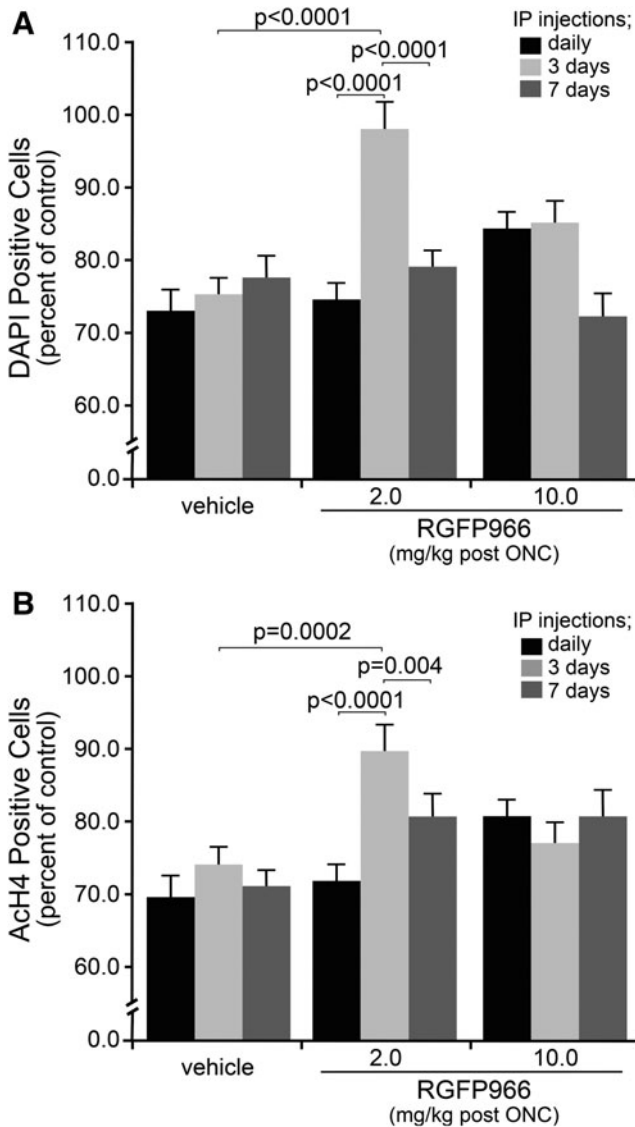 A
p<0.0001
IP injections;
daily
3 days
7 days
p<0.0001
p<0.0001
DAPI Positive Cells
(percent of control)
110.0
100.0
90.0
80.0
70.0
60.0
0.0
vehicle
2.0
10.0
RGFP966
(mg/kg post ONC)
B
p=0.0002
IP injections;
daily
3 days
7 days
p=0.004
p<0.0001
AcH4 Positive Cells
(percent of control)
110.0
100.0
90.0
80.0
70.0
60.0
0.0
vehicle
2.0
10.0
RGFP966
(mg/kg post ONC)